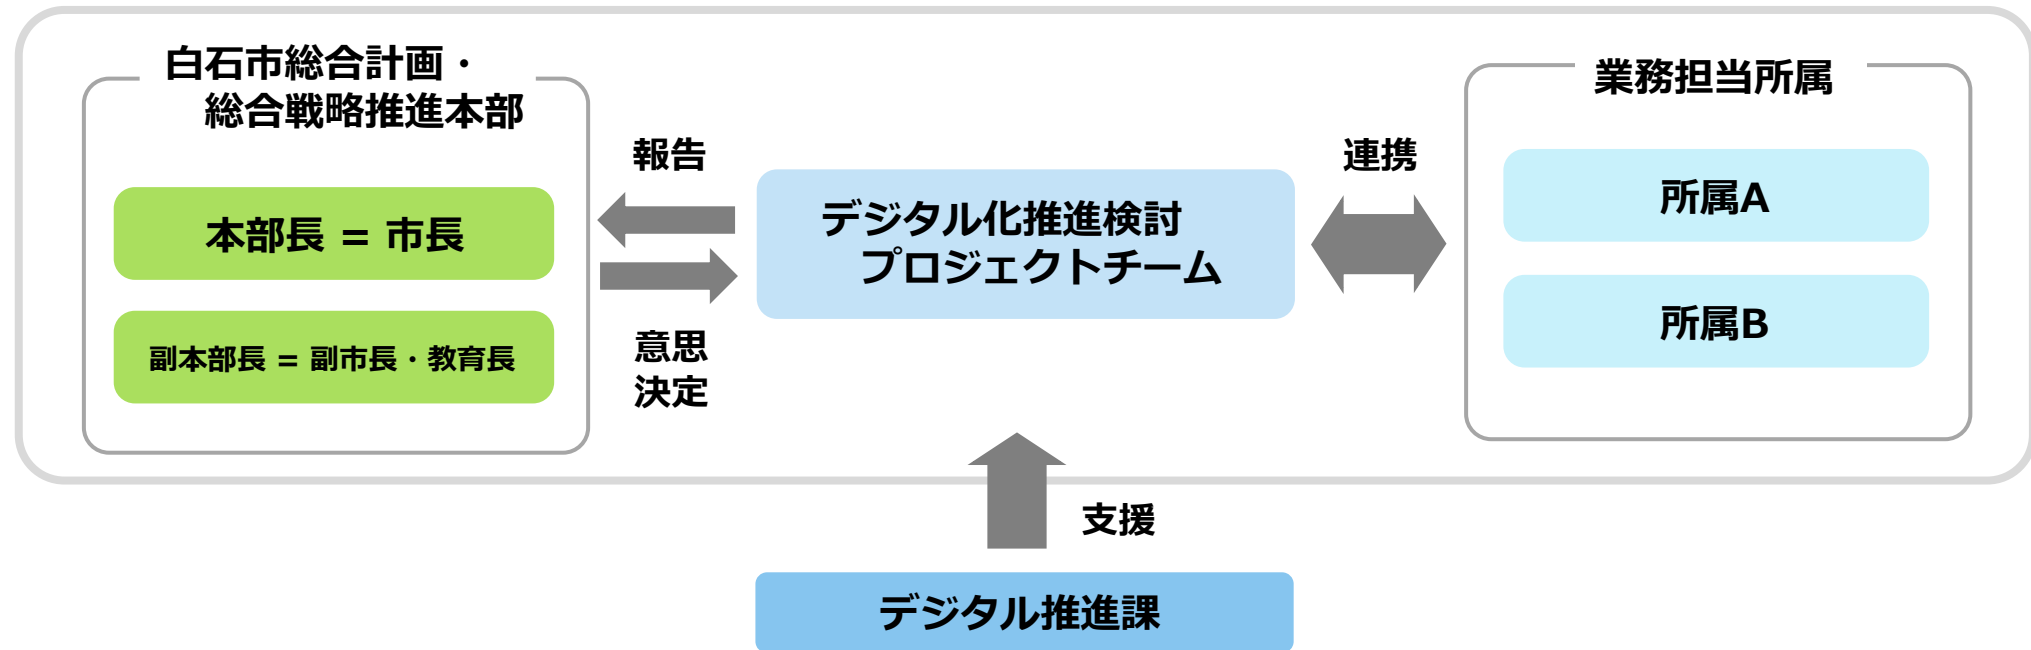 白石市総合計画・
総合戦略推進本部
本部長 = 市長
副本部長 = 副市長・教育長
報告
意思
決定
デジタル化推進検討
プロジェクトチーム
連携
業務担当所属
所属A
所属B
支援
デジタル推進課